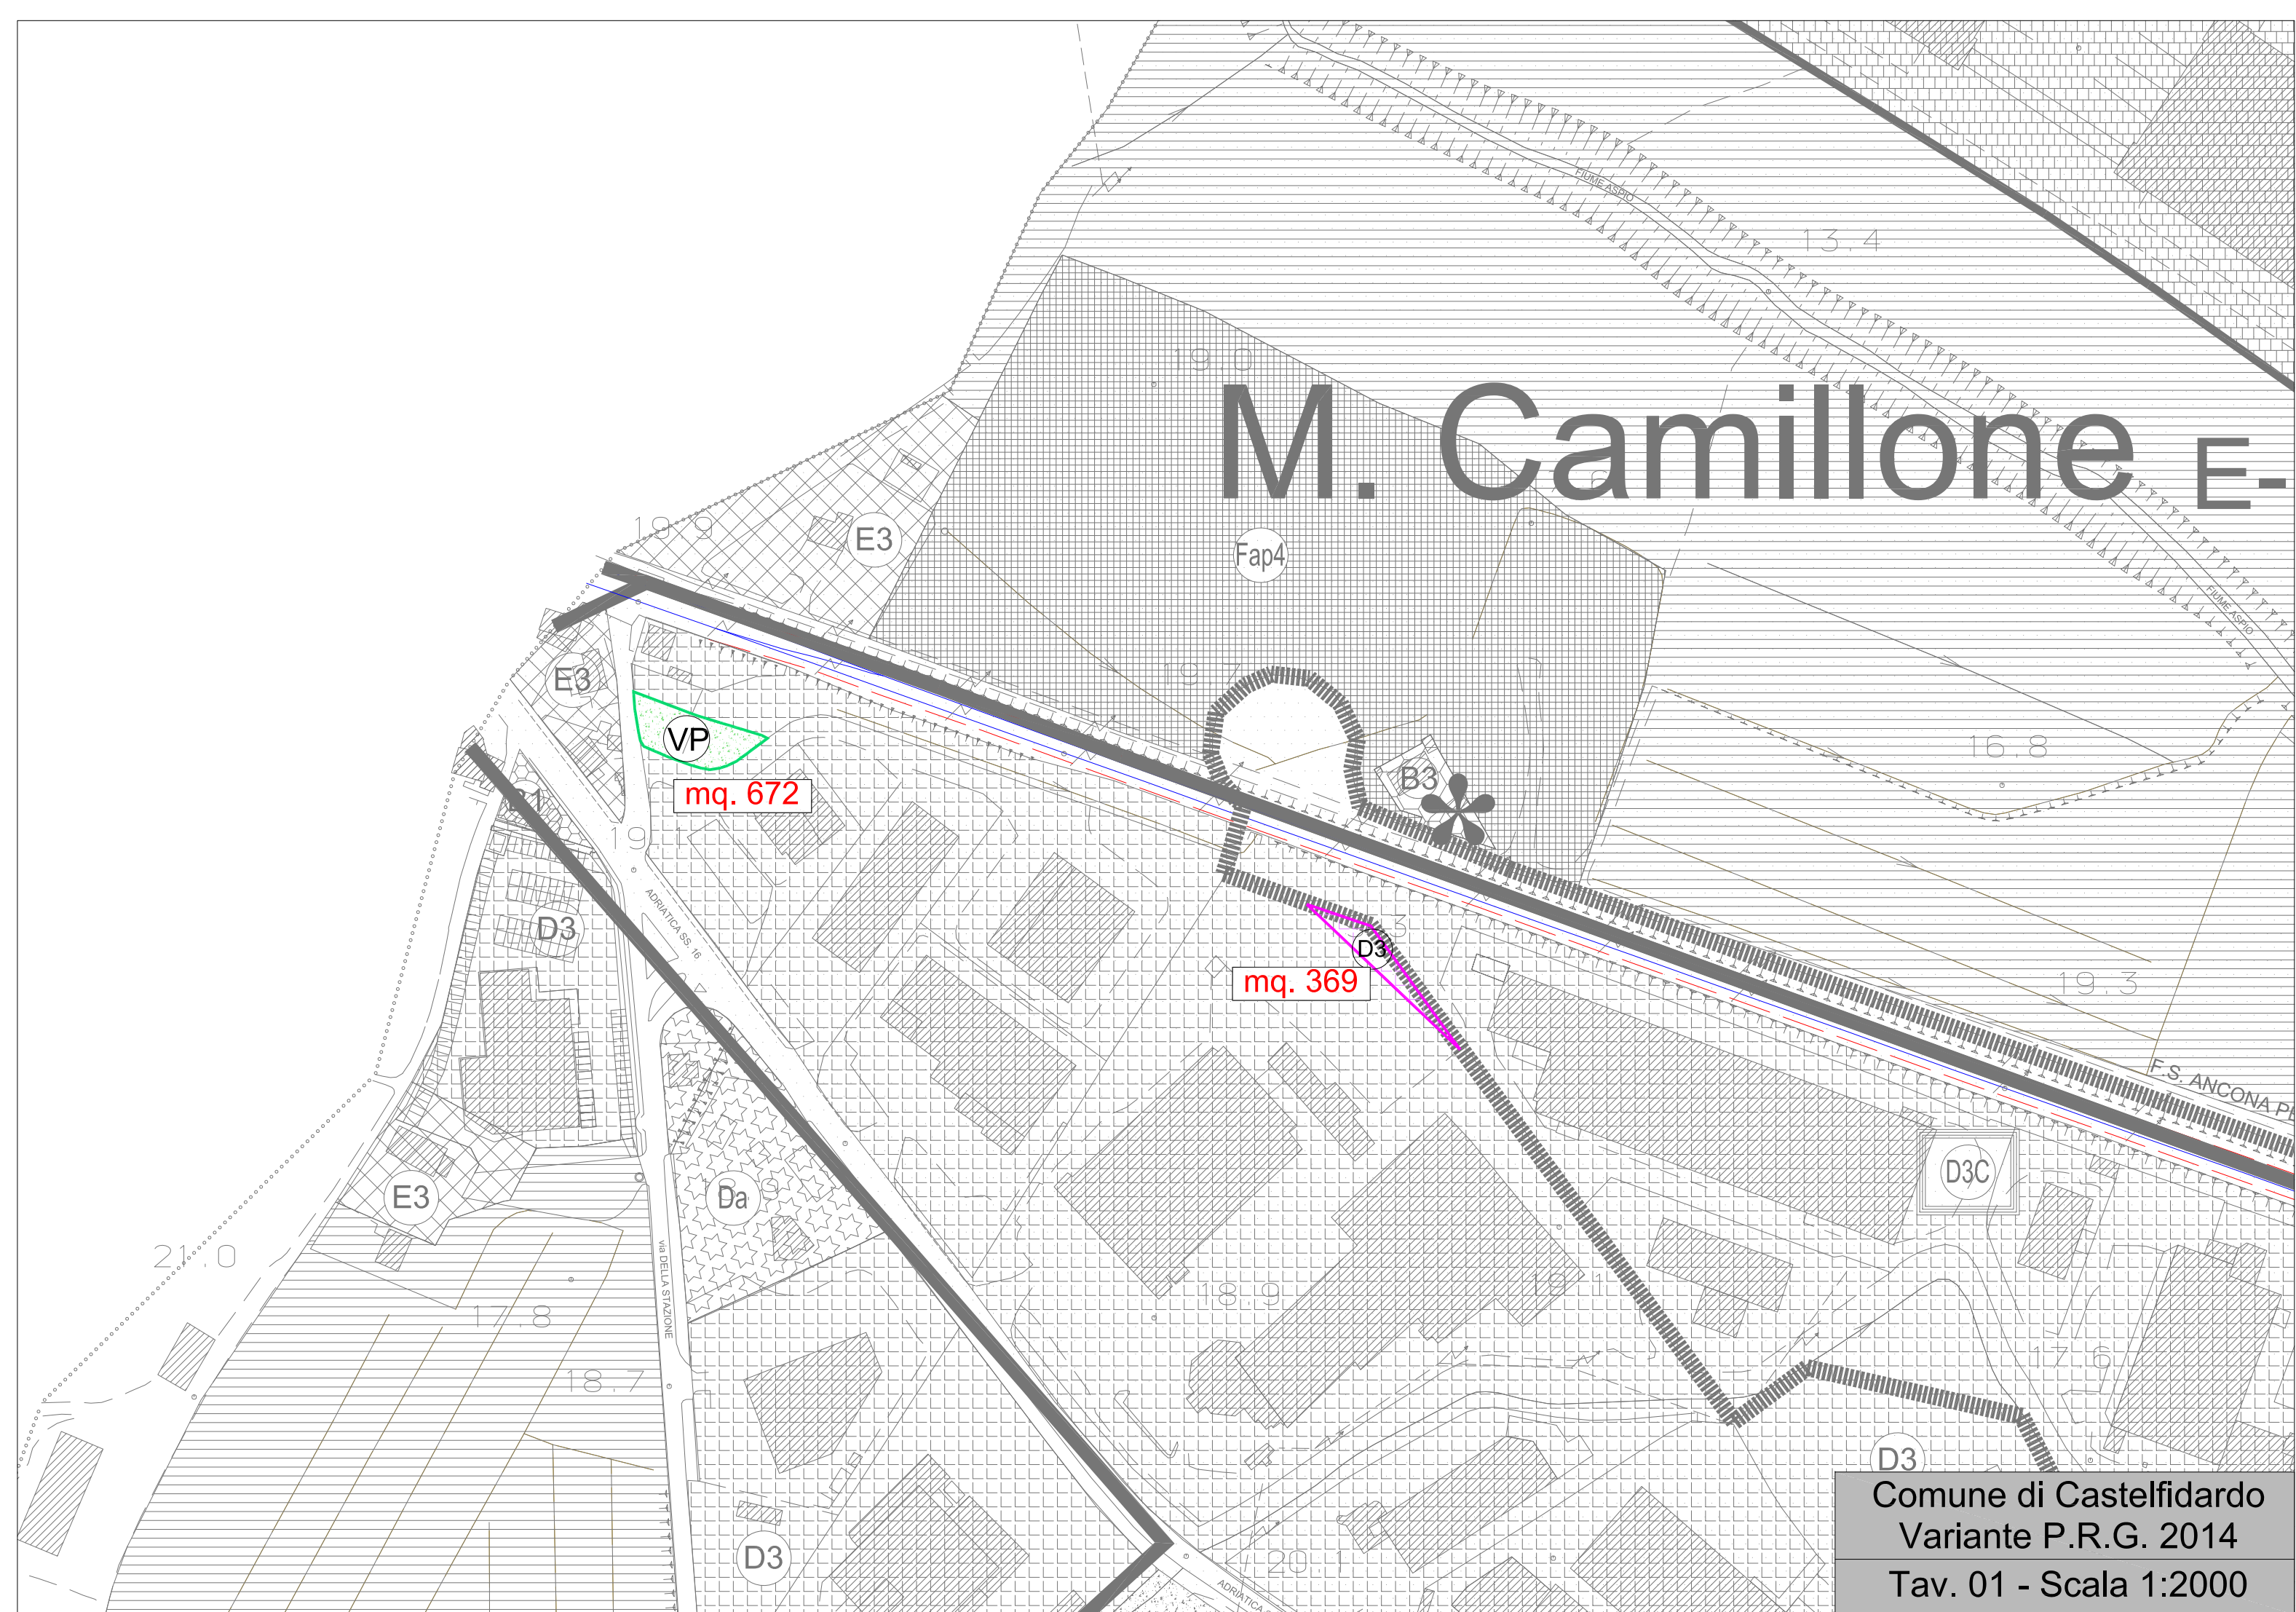 FIUME ASPIO
13,4
19,0
M. Camillone
E-
19,9
E3
Fap4
FIUME ASPIO
E3
19,7
VP
16,8
B3
mq. 672
19,1
ADRIATICA SS. 16
D3
D3
mq. 369
19,3
F.S. ANCONA P
D3C
E3
Da
21,0
via DELLA STAZIONE
18,9
19,1
17,8
17,6
18,7
D3
D3
20,1
ADRIATICA
Comune di Castelfidardo
Variante P.R.G. 2014
Tav. 01 - Scala 1:2000